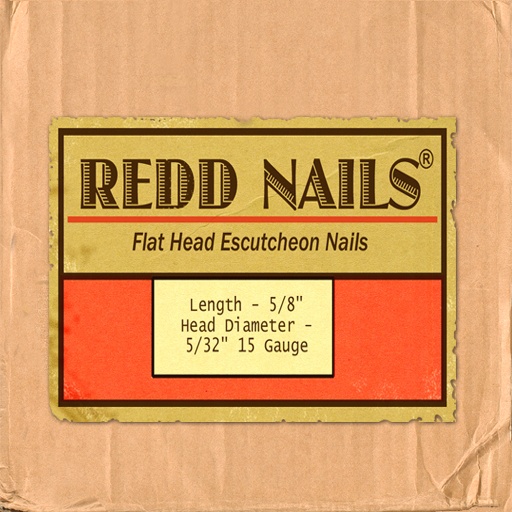 REDD NAILS®
Flat Head Escutcheon Nails
Length - 5/8"
Head Diameter -
5/32" 15 Gauge